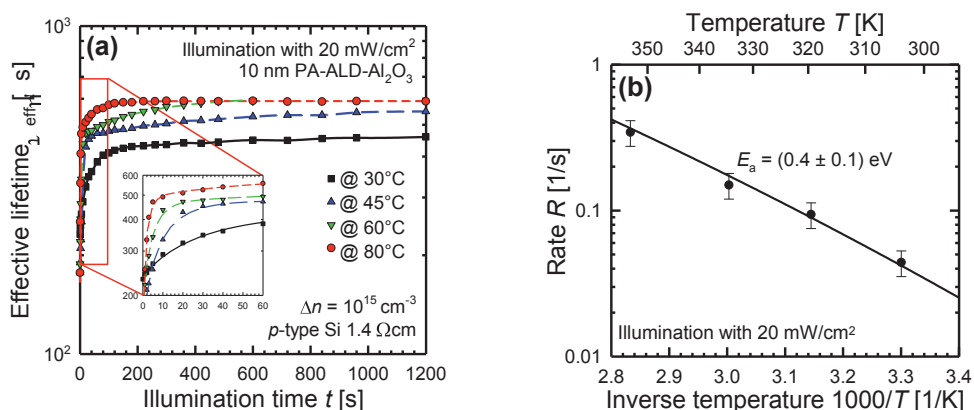 (a)
Illumination with 20 mW/cm²
10 nm PA-ALD-Al₂O₃
Effective lifetime τ eff [ s]
10³
10²
600
500
400
300
200
0 10 20 30 40 50 60
@ 30°C
@ 45°C
@ 60°C
@ 80°C
Δn = 10¹⁵ cm⁻³
p-type Si 1.4 Ωcm
0 200 400 600 800 1000 1200
Illumination time t [s]
Temperature T [K]
350 340 330 320 310 300
(b)
Eₐ = (0.4 ± 0.1) eV
Rate R [1/s]
1
0.1
0.01
Illumination with 20 mW/cm²
2.8 2.9 3.0 3.1 3.2 3.3 3.4
Inverse temperature 1000/T [1/K]